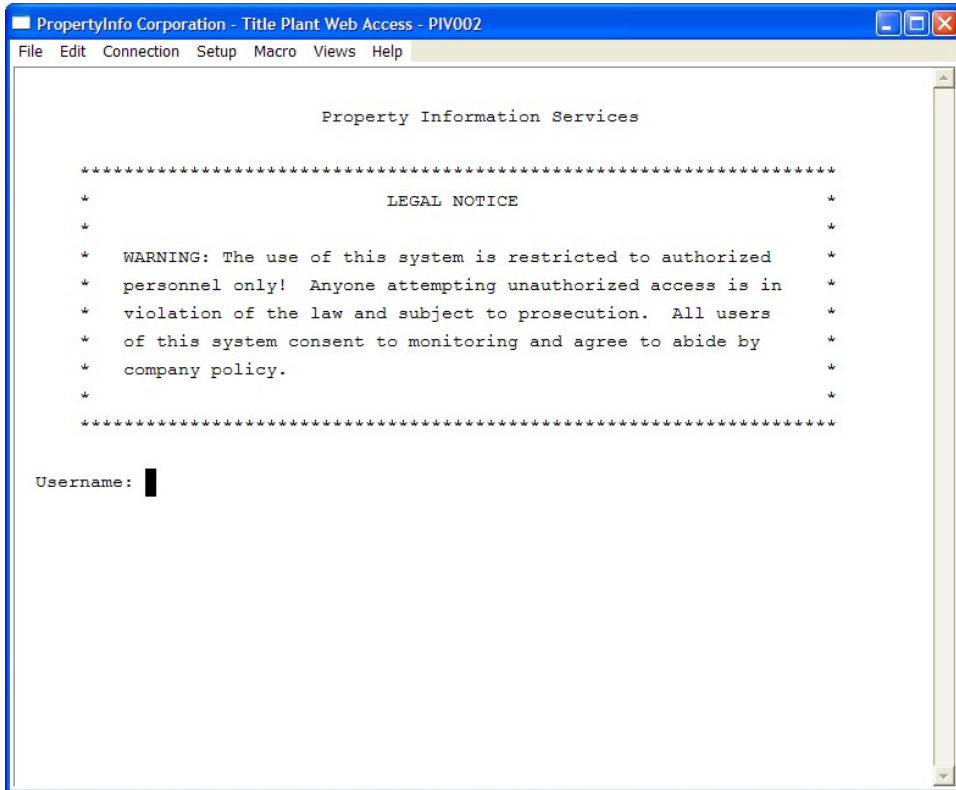 PropertyInfo Corporation - Title Plant Web Access - PIV002
File Edit Connection Setup Macro Views Help
Property Information Services
*********************************************************************
* LEGAL NOTICE *
* *
* WARNING: The use of this system is restricted to authorized *
* personnel only! Anyone attempting unauthorized access is in *
* violation of the law and subject to prosecution. All users *
* of this system consent to monitoring and agree to abide by *
* company policy. *
* *
*********************************************************************
Username: